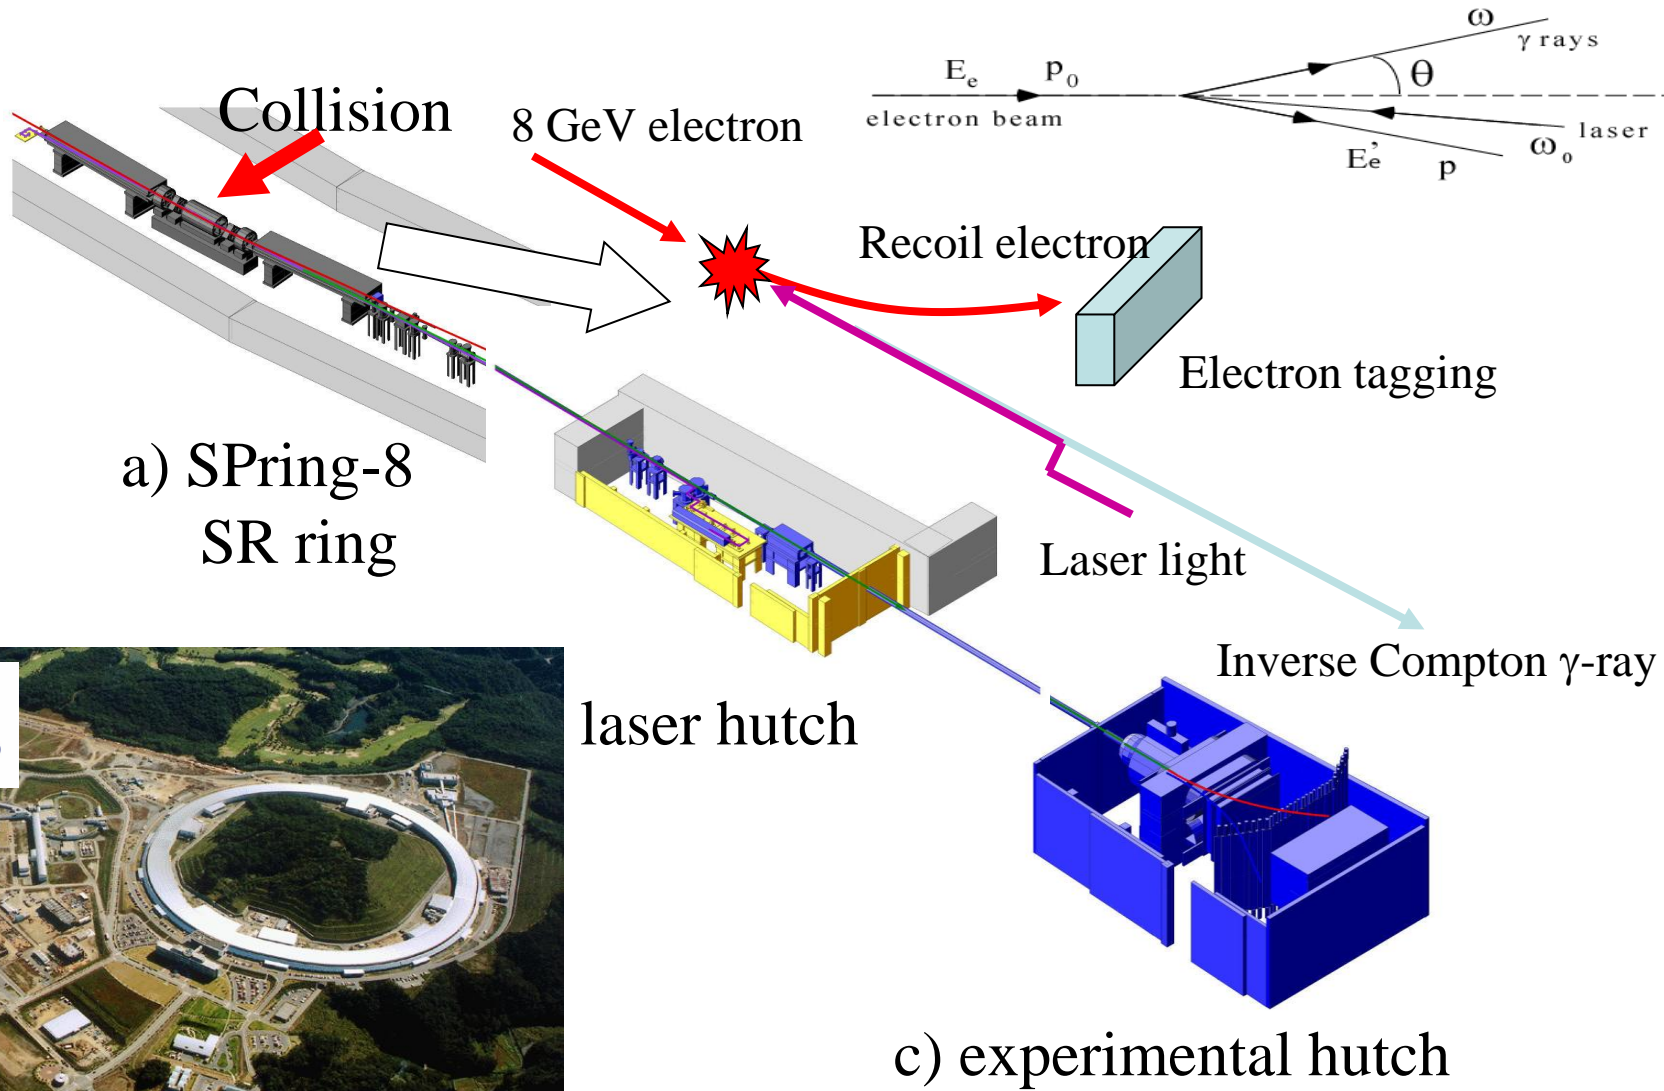 ω
γ rays
θ
E_e p_0
electron beam
laser
ω_0
E_e' p
Collision
8 GeV electron
Recoil electron
Electron tagging
a) SPring-8
SR ring
Laser light
Inverse Compton γ-ray
laser hutch
c) experimental hutch